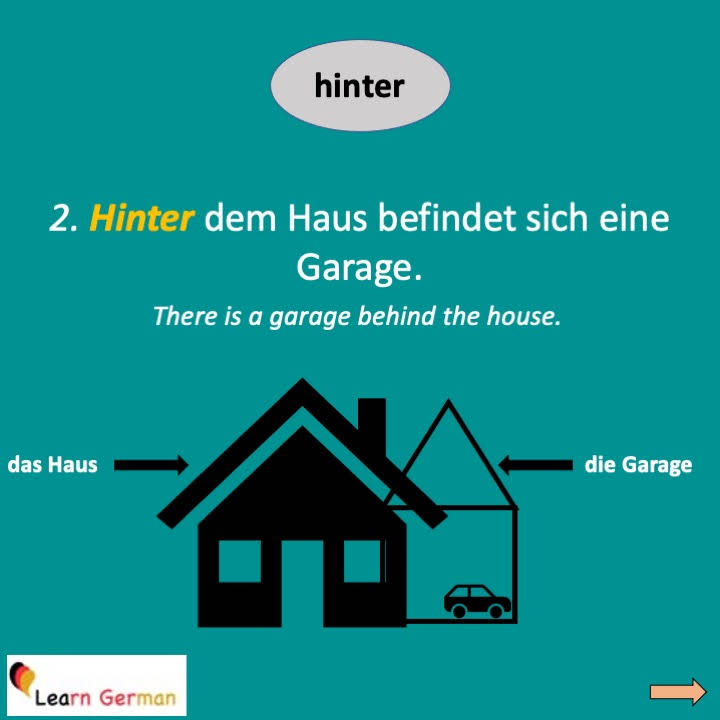 hinter
2. Hinter dem Haus befindet sich eine
Garage.
There is a garage behind the house.
das Haus
die Garage
Learn German